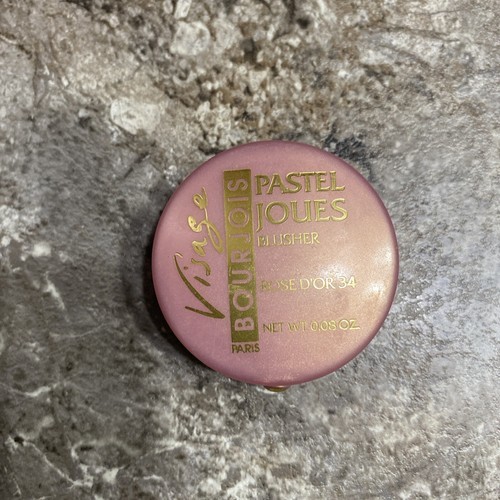 Visage
BOURJOIS
PARIS
PASTEL
JOUES
BLUSHER
ROSE D'OR 34
NET WT. 0.08 OZ.